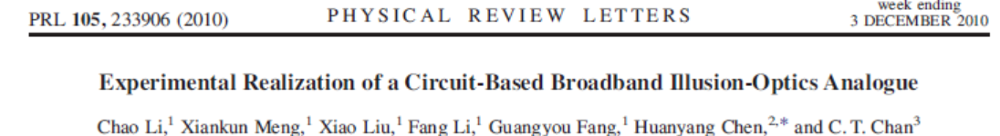 PRL 105, 233906 (2010) PHYSICAL REVIEW LETTERS week ending 3 DECEMBER 2010
Experimental Realization of a Circuit-Based Broadband Illusion-Optics Analogue
Chao Li,¹ Xiankun Meng,¹ Xiao Liu,¹ Fang Li,¹ Guangyou Fang,¹ Huanyang Chen,²,* and C. T. Chan³